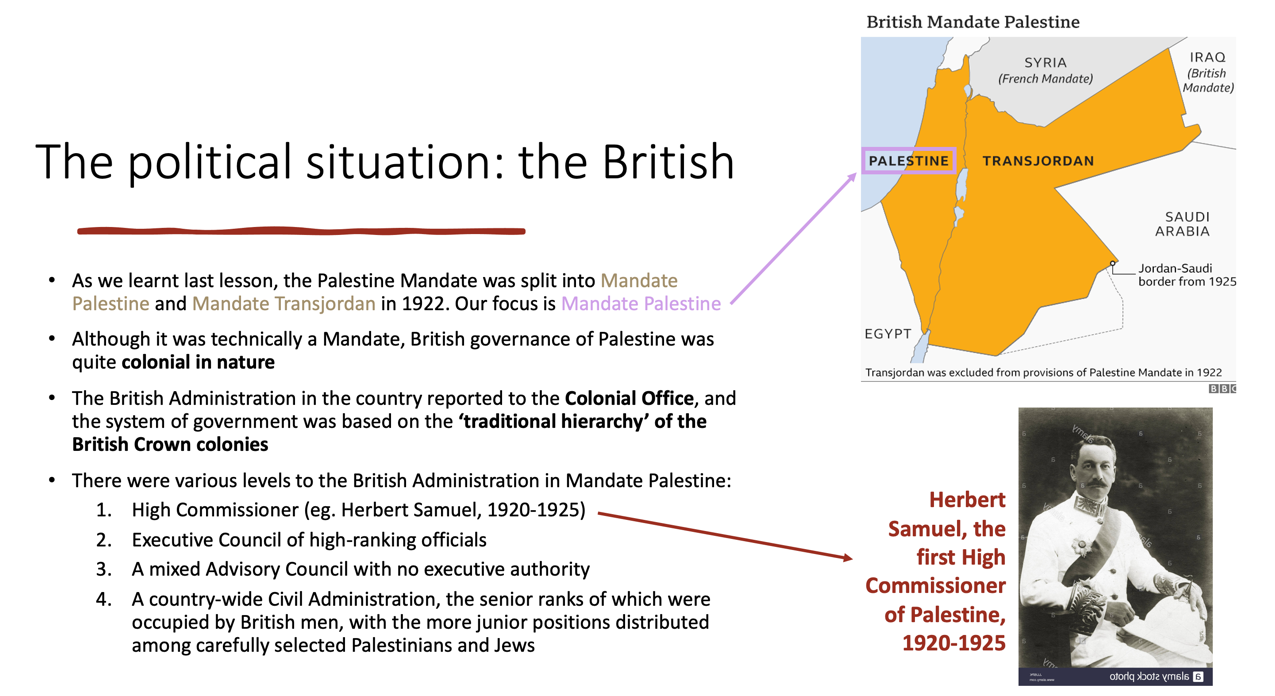 The political situation: the British
• As we learnt last lesson, the Palestine Mandate was split into Mandate
Palestine and Mandate Transjordan in 1922. Our focus is Mandate Palestine
• Although it was technically a Mandate, British governance of Palestine was
quite colonial in nature
• The British Administration in the country reported to the Colonial Office, and
the system of government was based on the ‘traditional hierarchy’ of the
British Crown colonies
• There were various levels to the British Administration in Mandate Palestine:
1. High Commissioner (eg. Herbert Samuel, 1920-1925)
2. Executive Council of high-ranking officials
3. A mixed Advisory Council with no executive authority
4. A country-wide Civil Administration, the senior ranks of which were
occupied by British men, with the more junior positions distributed
among carefully selected Palestinians and Jews
British Mandate Palestine
SYRIA
(French Mandate)
IRAQ
(British
Mandate)
PALESTINE
TRANSJORDAN
SAUDI
ARABIA
Jordan-Saudi
border from 1925
EGYPT
Transjordan was excluded from provisions of Palestine Mandate in 1922
BBC
Herbert
Samuel, the
first High
Commissioner
of Palestine,
1920-1925
alamy
a alamy stock photo